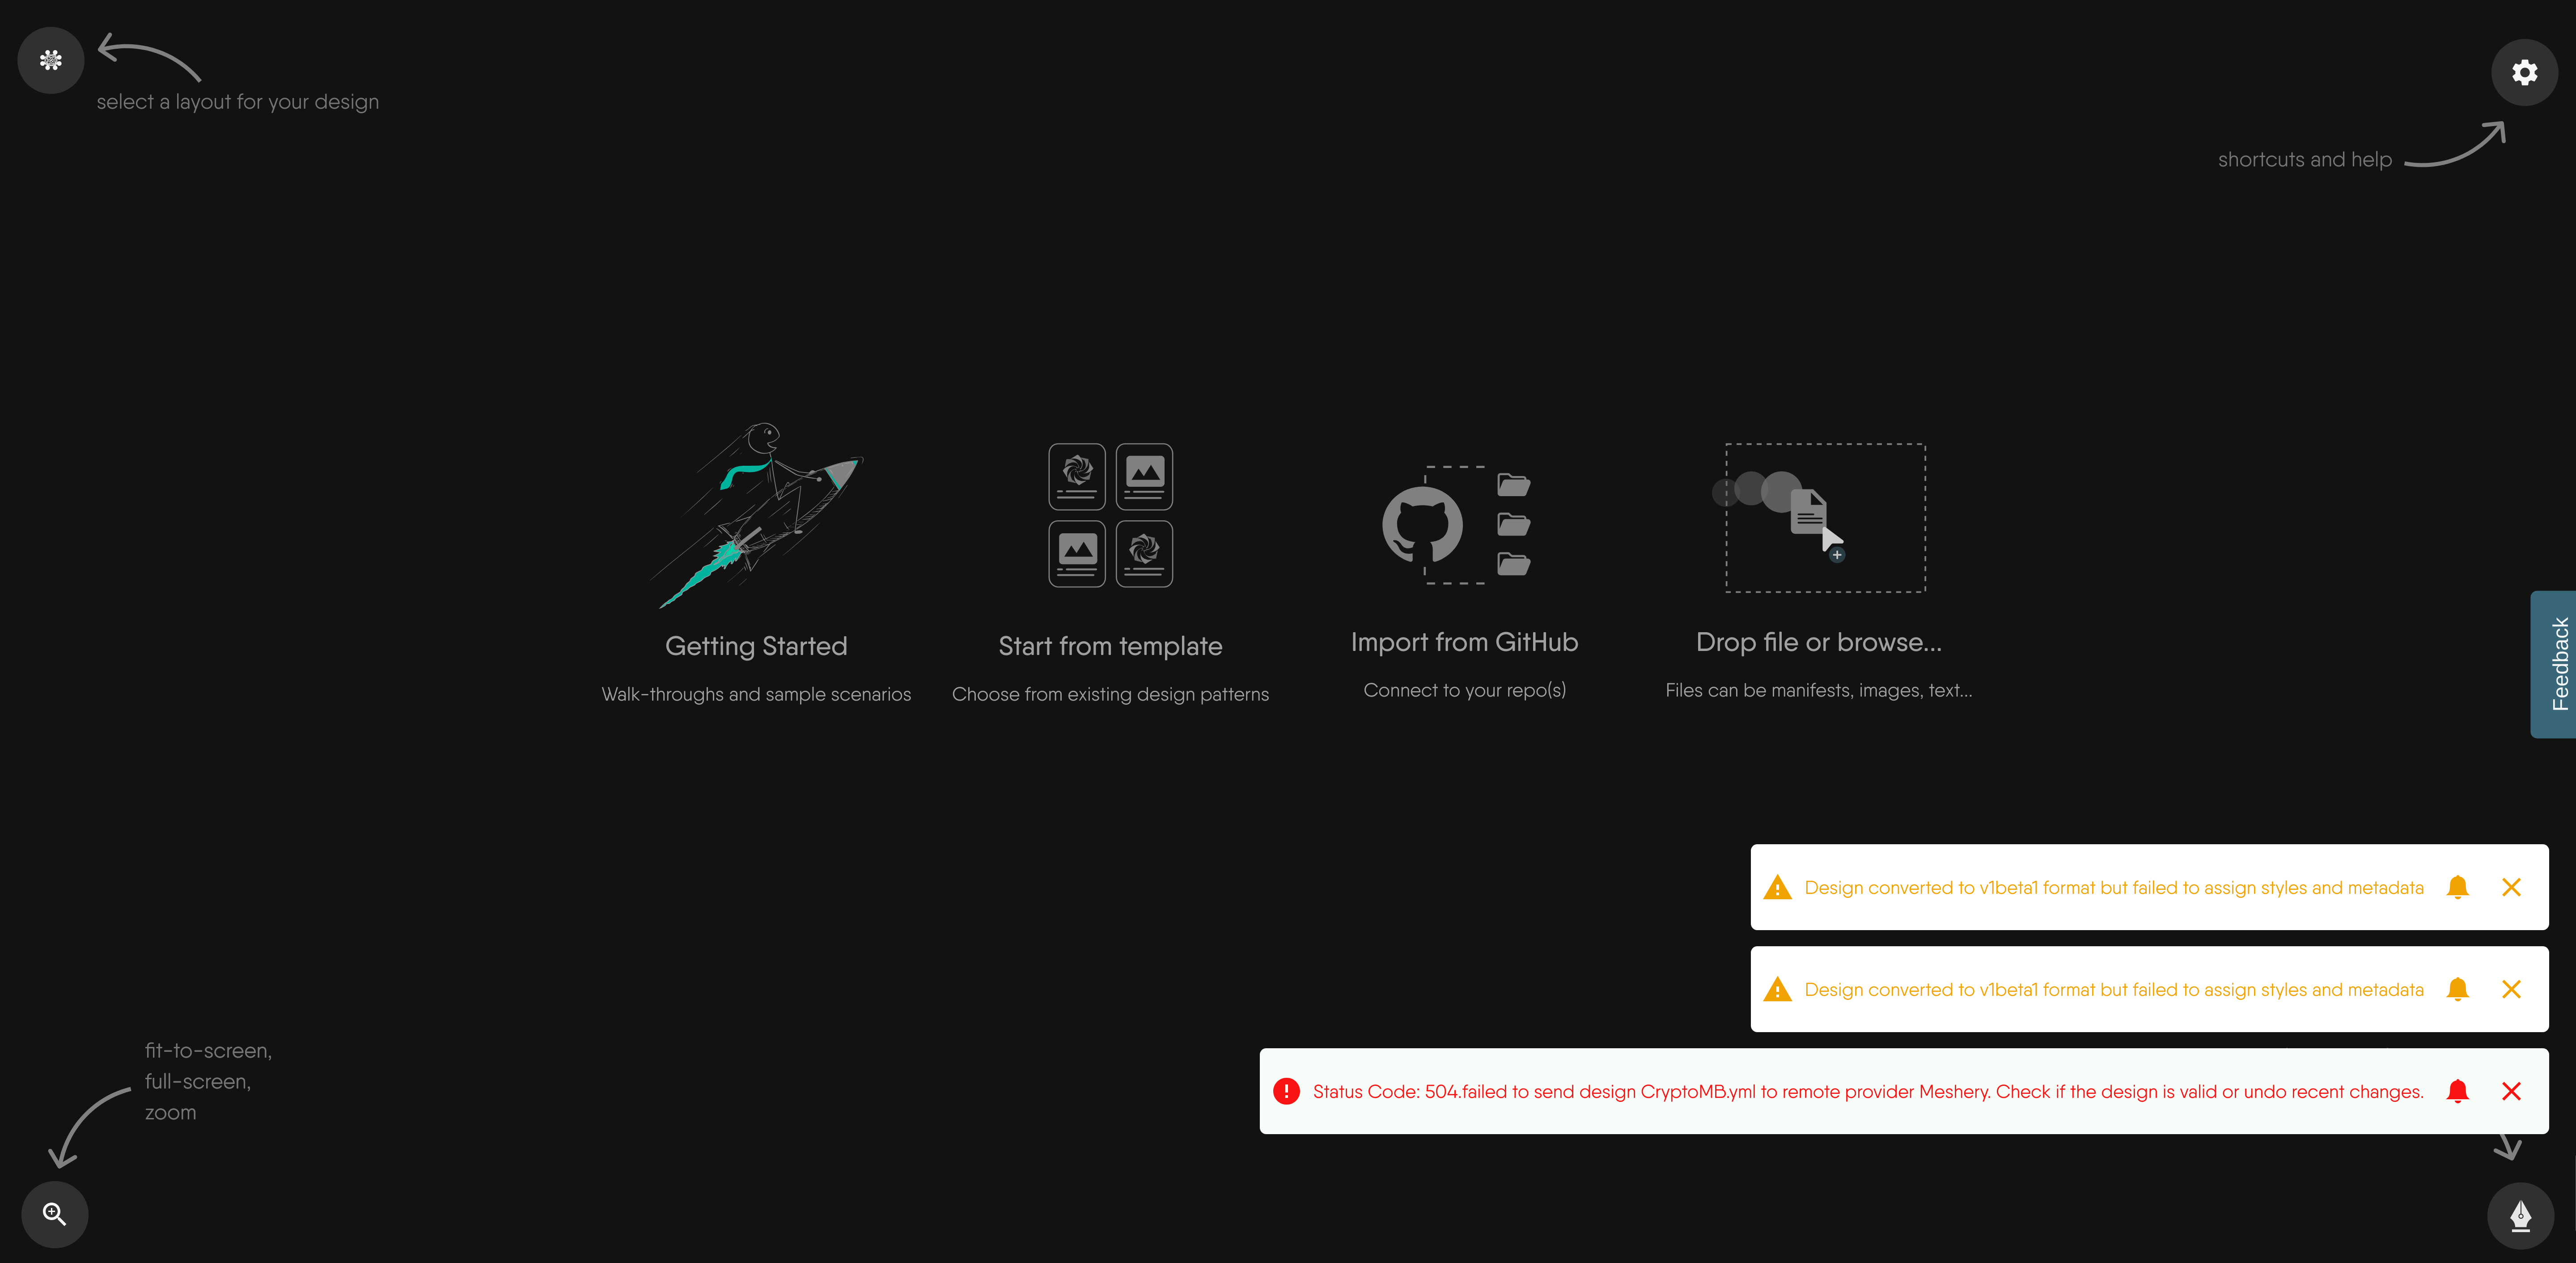 select a layout for your design
shortcuts and help
Getting Started
Walk-throughs and sample scenarios
Start from template
Choose from existing design patterns
Import from GitHub
Connect to your repo(s)
Drop file or browse...
Files can be manifests, images, text...
Feedback
Design converted to v1beta1 format but failed to assign styles and metadata
Design converted to v1beta1 format but failed to assign styles and metadata
Status Code: 504.failed to send design CryptoMB.yml to remote provider Meshery. Check if the design is valid or undo recent changes.
fit-to-screen,
full-screen,
zoom